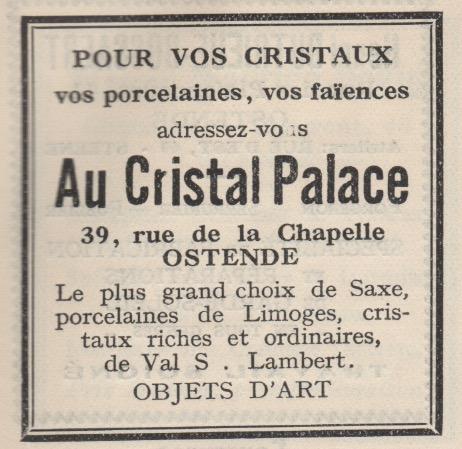 POUR VOS CRISTAUX
vos porcelaines, vos faïences
adressez-vous
Au Cristal Palace
39, rue de la Chapelle
OSTENDE
Le plus grand choix de Saxe,
porcelaines de Limoges, cris-
taux riches et ordinaires,
de Val S . Lambert.
OBJETS D'ART